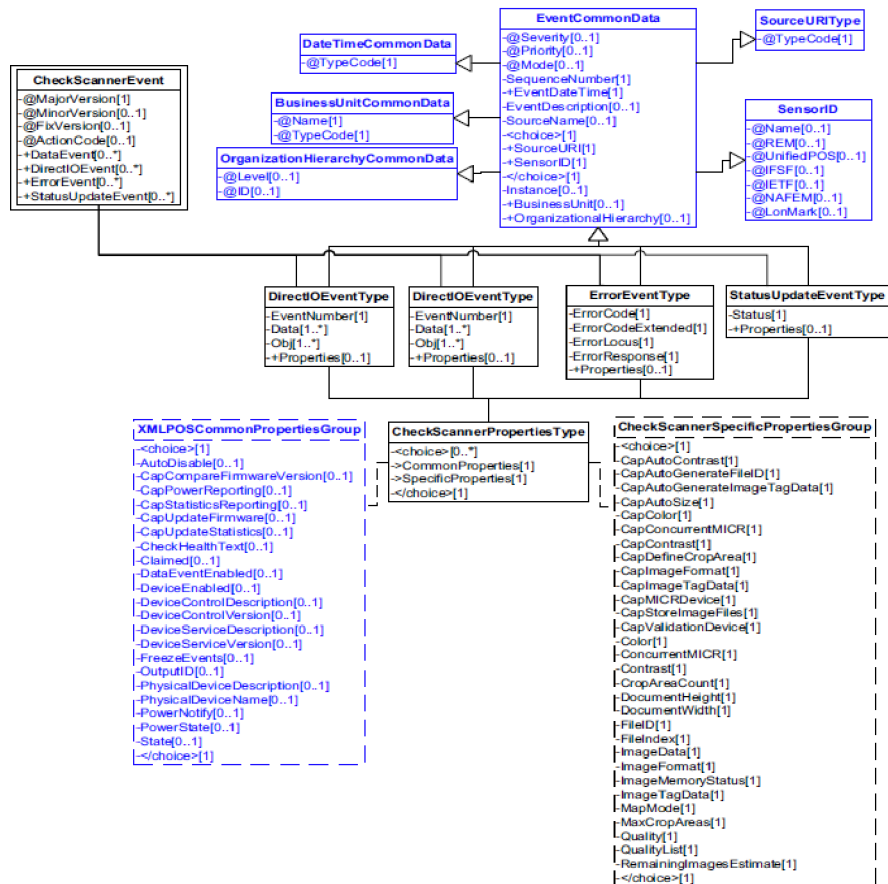 EventCommonData
-@Severity[0..1]
-@Priority[0..1]
-@Mode[0..1]
-SequenceNumber[1]
-+EventDateTime[1]
-EventDescription[0..1]
-SourceName[0..1]
-<choice>[1]
-+SourceURI[1]
-+SensorID[1]
-</choice>[1]
-Instance[0..1]
-+BusinessUnit[0..1]
-+OrganizationalHierarchy[0..1]
SourceURIType
-@TypeCode[1]
DateTimeCommonData
-@TypeCode[1]
CheckScannerEvent
-@MajorVersion[1]
-@MinorVersion[0..1]
-@FixVersion[0..1]
-@ActionCode[0..1]
-+DataEvent[0..*]
-+DirectIOEvent[0..*]
-+ErrorEvent[0..*]
-+StatusUpdateEvent[0..*]
BusinessUnitCommonData
-@Name[1]
-@TypeCode[1]
OrganizationHierarchyCommonData
-@Level[0..1]
-@ID[0..1]
SensorID
-@Name[0..1]
-@REM[0..1]
-@UnifiedPOS[0..1]
-@IFSF[0..1]
-@IETF[0..1]
-@NAFEM[0..1]
-@LonMark[0..1]
DirectIOEventType
-EventNumber[1]
-Data[1..*]
-Obj[1..*]
-+Properties[0..1]
DirectIOEventType
-EventNumber[1]
-Data[1..*]
-Obj[1..*]
-+Properties[0..1]
ErrorEventType
-ErrorCode[1]
-ErrorCodeExtended[1]
-ErrorLocus[1]
-ErrorResponse[1]
-+Properties[0..1]
StatusUpdateEventType
-Status[1]
-+Properties[0..1]
XMLPOSCommonPropertiesGroup
-<choice>[1]
-AutoDisable[0..1]
-CapCompareFirmwareVersion[0..1]
-CapPowerReporting[0..1]
-CapStatisticsReporting[0..1]
-CapUpdateFirmware[0..1]
-CapUpdateStatistics[0..1]
-CheckHealthText[0..1]
-Claimed[0..1]
-DataEventEnabled[0..1]
-DeviceEnabled[0..1]
-DeviceControlDescription[0..1]
-DeviceControlVersion[0..1]
-DeviceServiceDescription[0..1]
-DeviceServiceVersion[0..1]
-FreezeEvents[0..1]
-OutputID[0..1]
-PhysicalDeviceDescription[0..1]
-PhysicalDeviceName[0..1]
-PowerNotify[0..1]
-PowerState[0..1]
-State[0..1]
-</choice>[1]
CheckScannerPropertiesType
-<choice>[0..*]
->CommonProperties[1]
->SpecificProperties[1]
-</choice>[1]
CheckScannerSpecificPropertiesGroup
-<choice>[1]
-CapAutoContrast[1]
-CapAutoGenerateFileID[1]
-CapAutoGenerateImageTagData[1]
-CapAutoSize[1]
-CapColor[1]
-CapConcurrentMICR[1]
-CapContrast[1]
-CapDefineCropArea[1]
-CapImageFormat[1]
-CapImageTagData[1]
-CapMICRDevice[1]
-CapStoreImageFiles[1]
-CapValidationDevice[1]
-Color[1]
-ConcurrentMICR[1]
-Contrast[1]
-CropAreaCount[1]
-DocumentHeight[1]
-DocumentWidth[1]
-FileID[1]
-FileIndex[1]
-ImageData[1]
-ImageFormat[1]
-ImageMemoryStatus[1]
-ImageTagData[1]
-MapMode[1]
-MaxCropAreas[1]
-Quality[1]
-QualityList[1]
-RemainingImagesEstimate[1]
-</choice>[1]